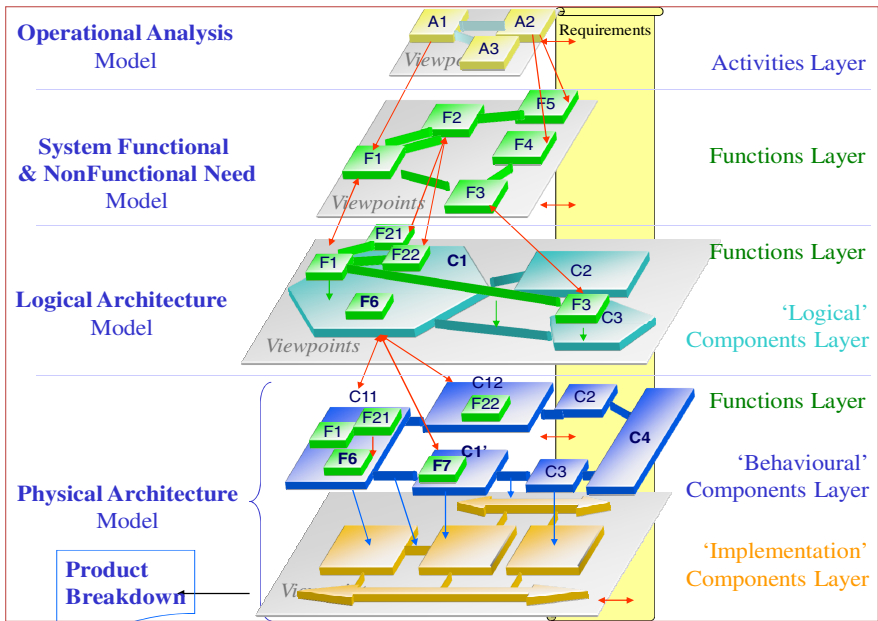 Operational Analysis
Model
A1
A2
A3
Viewpo
Requirements
Activities Layer
System Functional
& NonFunctional Need
Model
F1
F2
F5
F4
F3
Viewpoints
Functions Layer
Logical Architecture
Model
F21
F1
F22
C1
C2
F6
F3
C3
Viewpoints
Functions Layer
‘Logical’
Components Layer
Physical Architecture
Model
C11
C12
C2
F1
F21
F22
C4
F6
C1’
F7
C3
Functions Layer
‘Behavioural’
Components Layer
‘Implementation’
Components Layer
Product
Breakdown
View